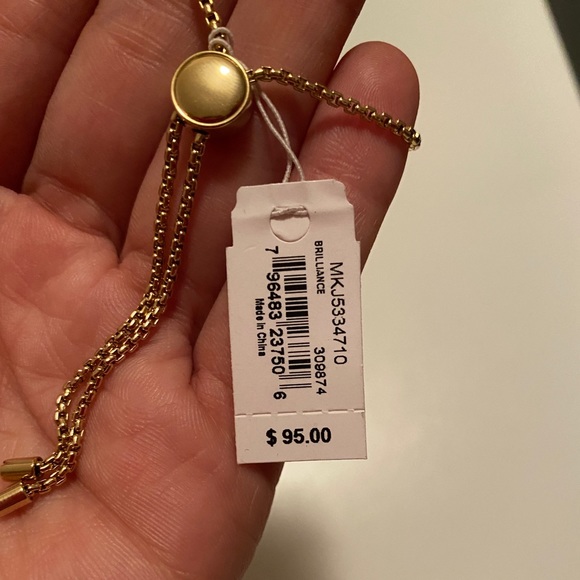 MKJ5334710
BRILLIANCE
309874
7 96483 23750 6
Made in China
$ 95.00